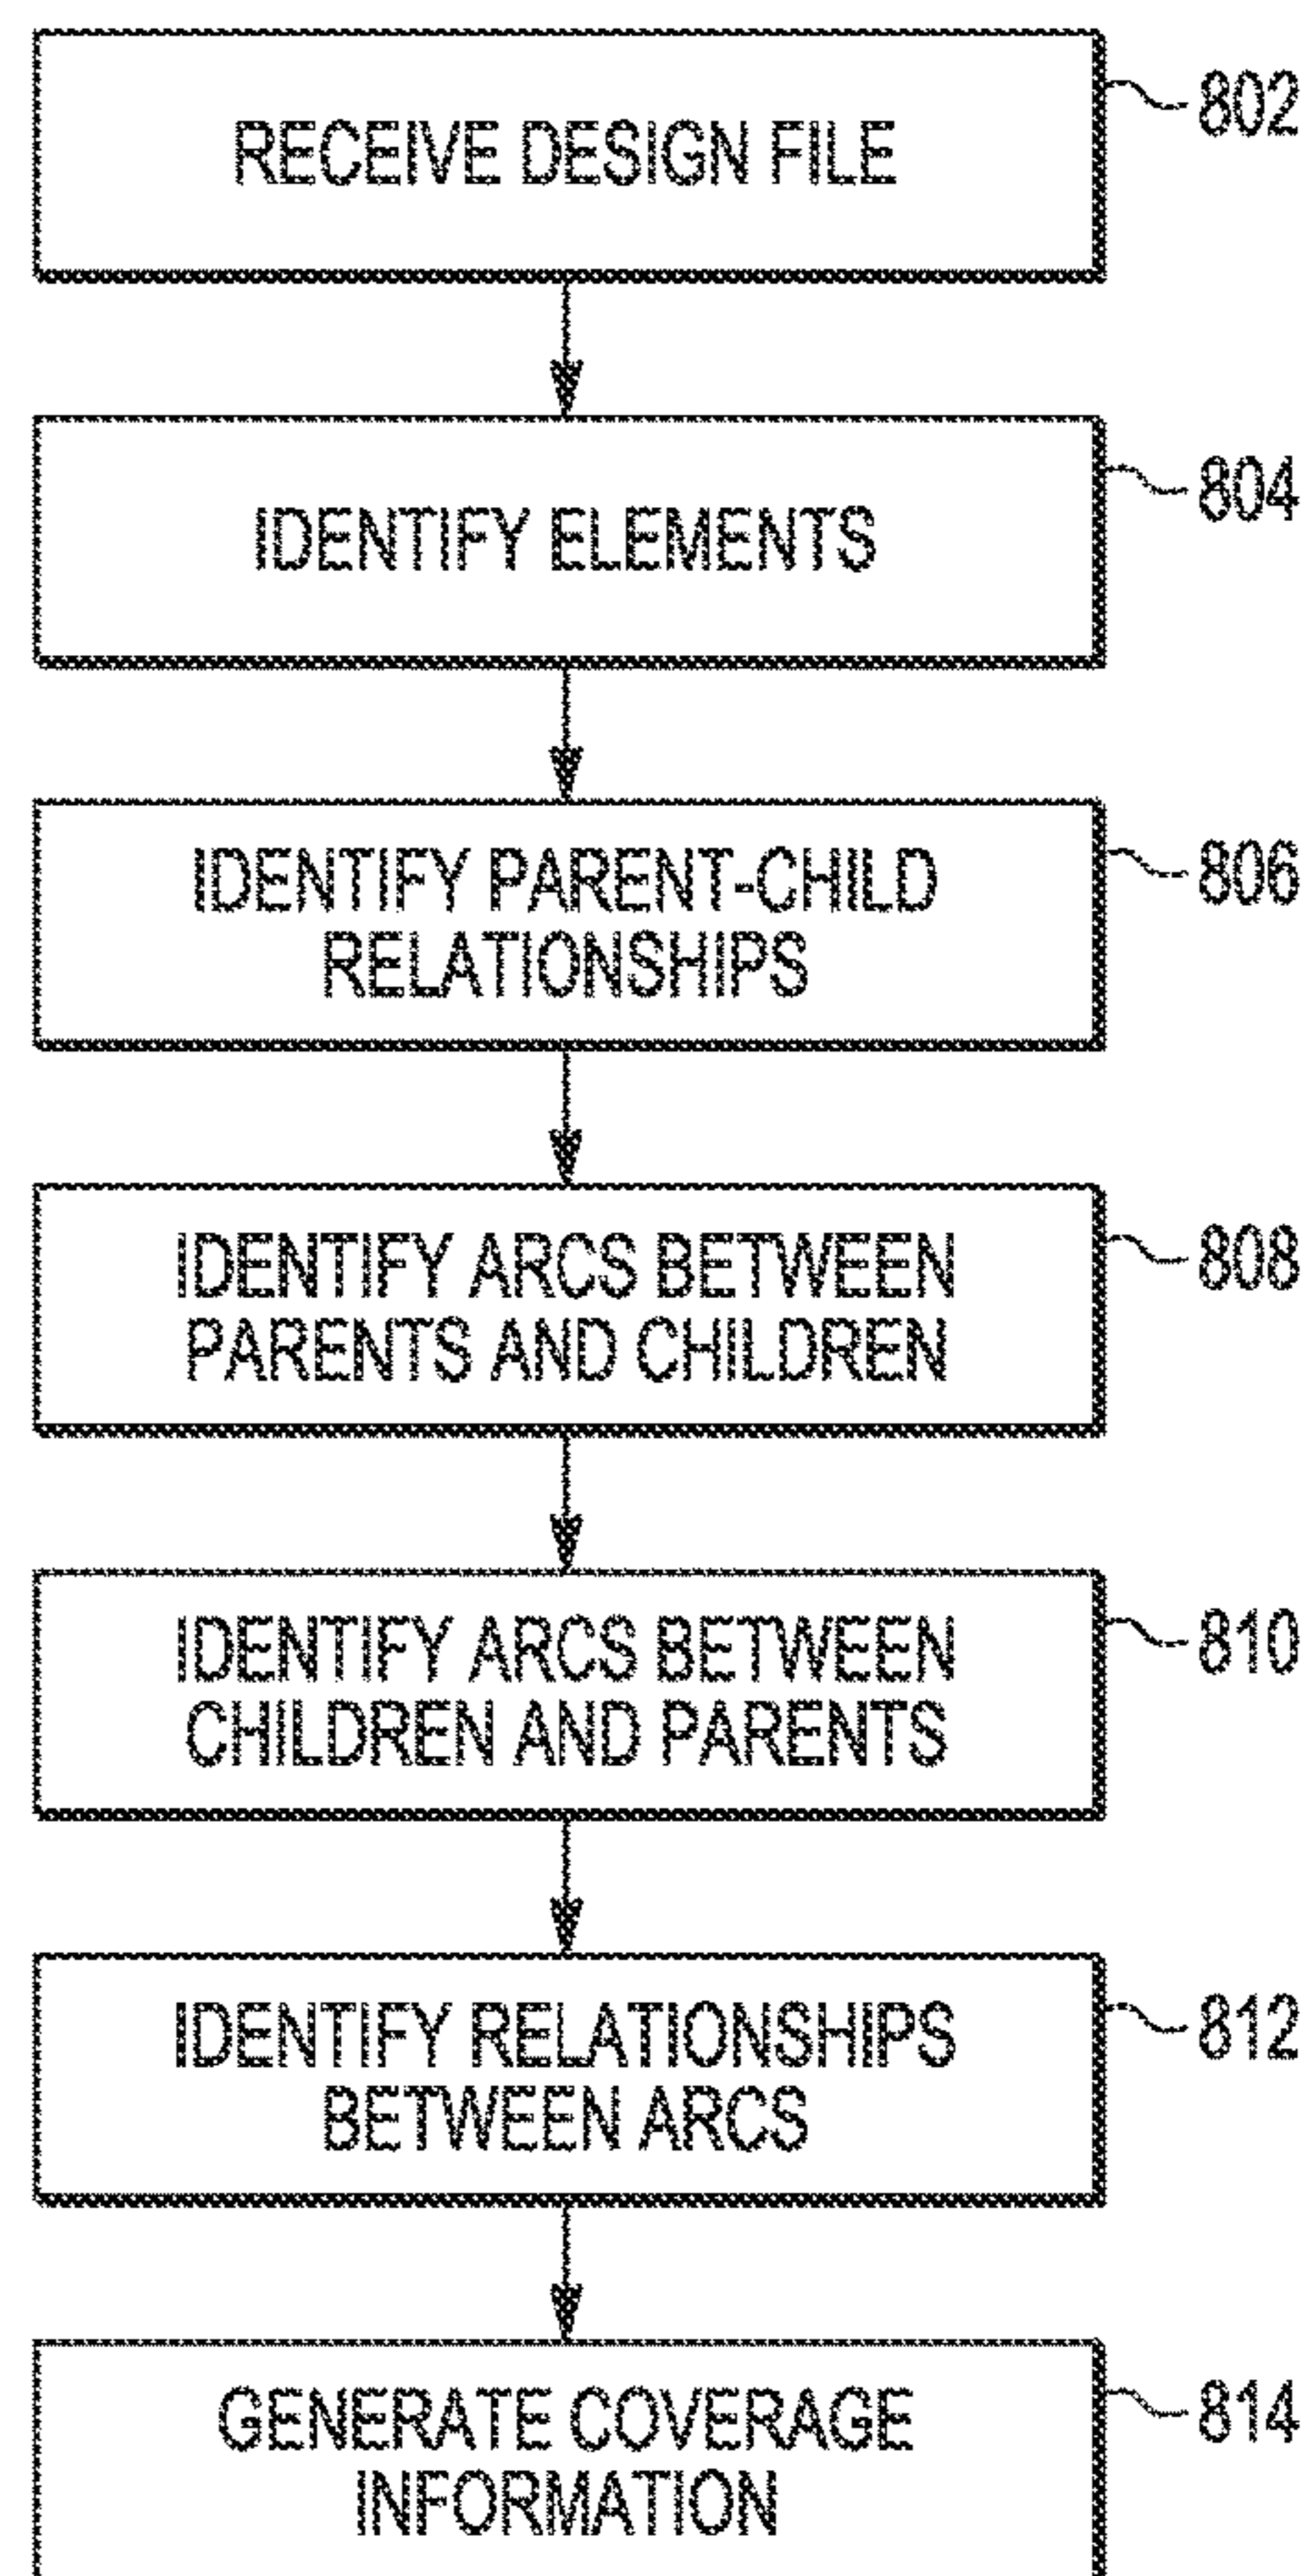 RECEIVE DESIGN FILE
802
IDENTIFY ELEMENTS
804
IDENTIFY PARENT-CHILD
RELATIONSHIPS
806
IDENTIFY ARCS BETWEEN
PARENTS AND CHILDREN
808
IDENTIFY ARCS BETWEEN
CHILDREN AND PARENTS
810
IDENTIFY RELATIONSHIPS
BETWEEN ARCS
812
GENERATE COVERAGE
INFORMATION
814